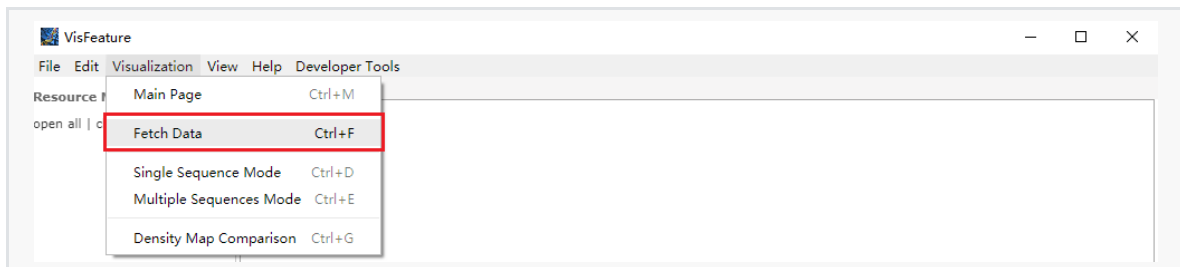 VisFeature
File Edit Visualization View Help Developer Tools
Resource
Main Page Ctrl+M
open all |
Fetch Data Ctrl+F
Single Sequence Mode Ctrl+D
Multiple Sequences Mode Ctrl+E
Density Map Comparison Ctrl+G